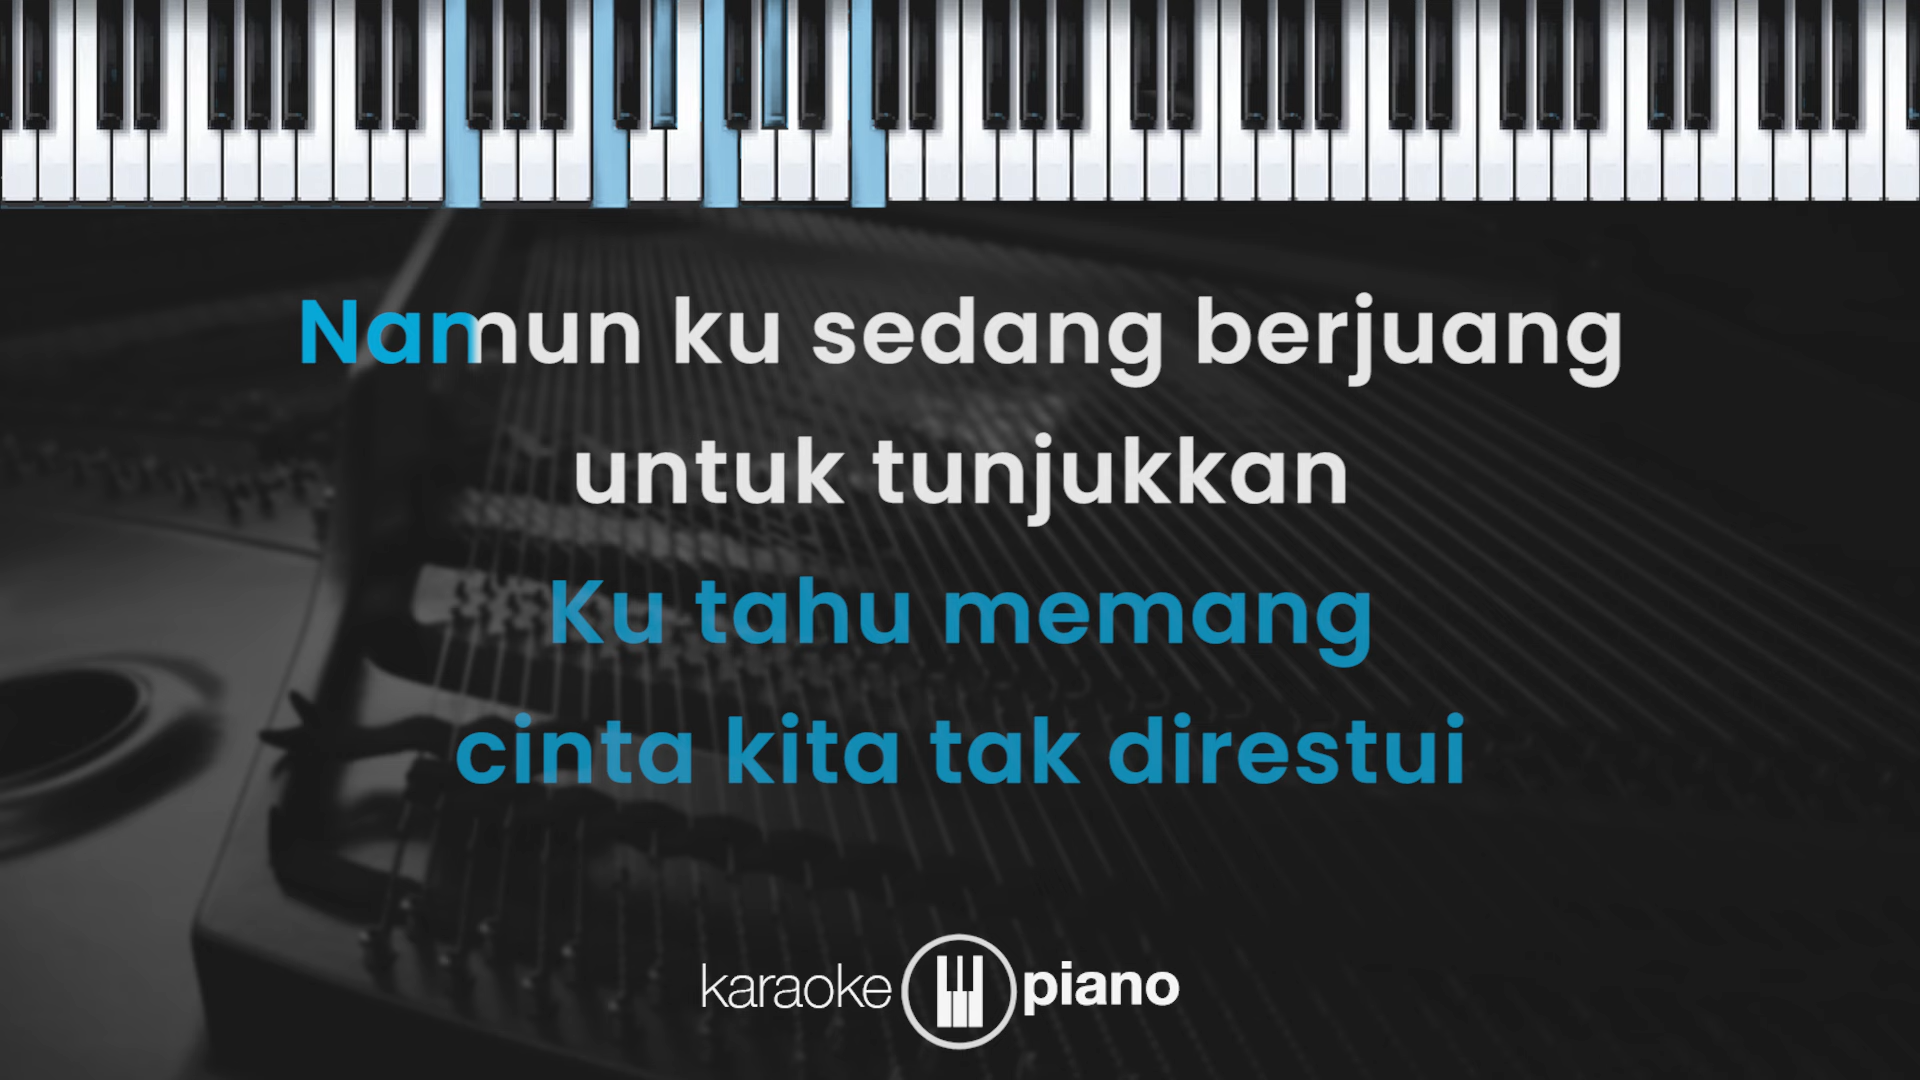 Namun ku sedang berjuang
untuk tunjukkan
Ku tahu memang
cinta kita tak direstui
karaoke piano